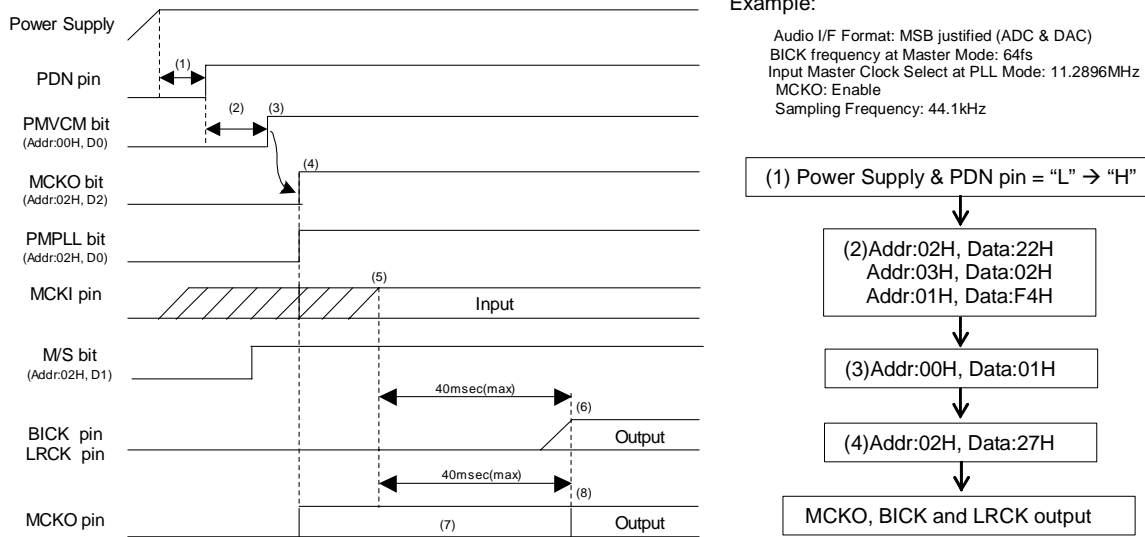 Power Supply
PDN pin
PMVCM bit
(Addr:00H, D0)
MCKO bit
(Addr:02H, D2)
PMPLL bit
(Addr:02H, D0)
MCKI pin
M/S bit
(Addr:02H, D1)
BICK pin
LRCK pin
MCKO pin
(1)
(2)
(3)
(4)
(5)
Input
40msec(max)
(6)
Output
40msec(max)
(8)
(7)
Output
Example:
Audio I/F Format: MSB justified (ADC & DAC)
BICK frequency at Master Mode: 64fs
Input Master Clock Select at PLL Mode: 11.2896MHz
MCKO: Enable
Sampling Frequency: 44.1kHz
(1) Power Supply & PDN pin = “L” → “H”
(2)Addr:02H, Data:22H
Addr:03H, Data:02H
Addr:01H, Data:F4H
(3)Addr:00H, Data:01H
(4)Addr:02H, Data:27H
MCKO, BICK and LRCK output